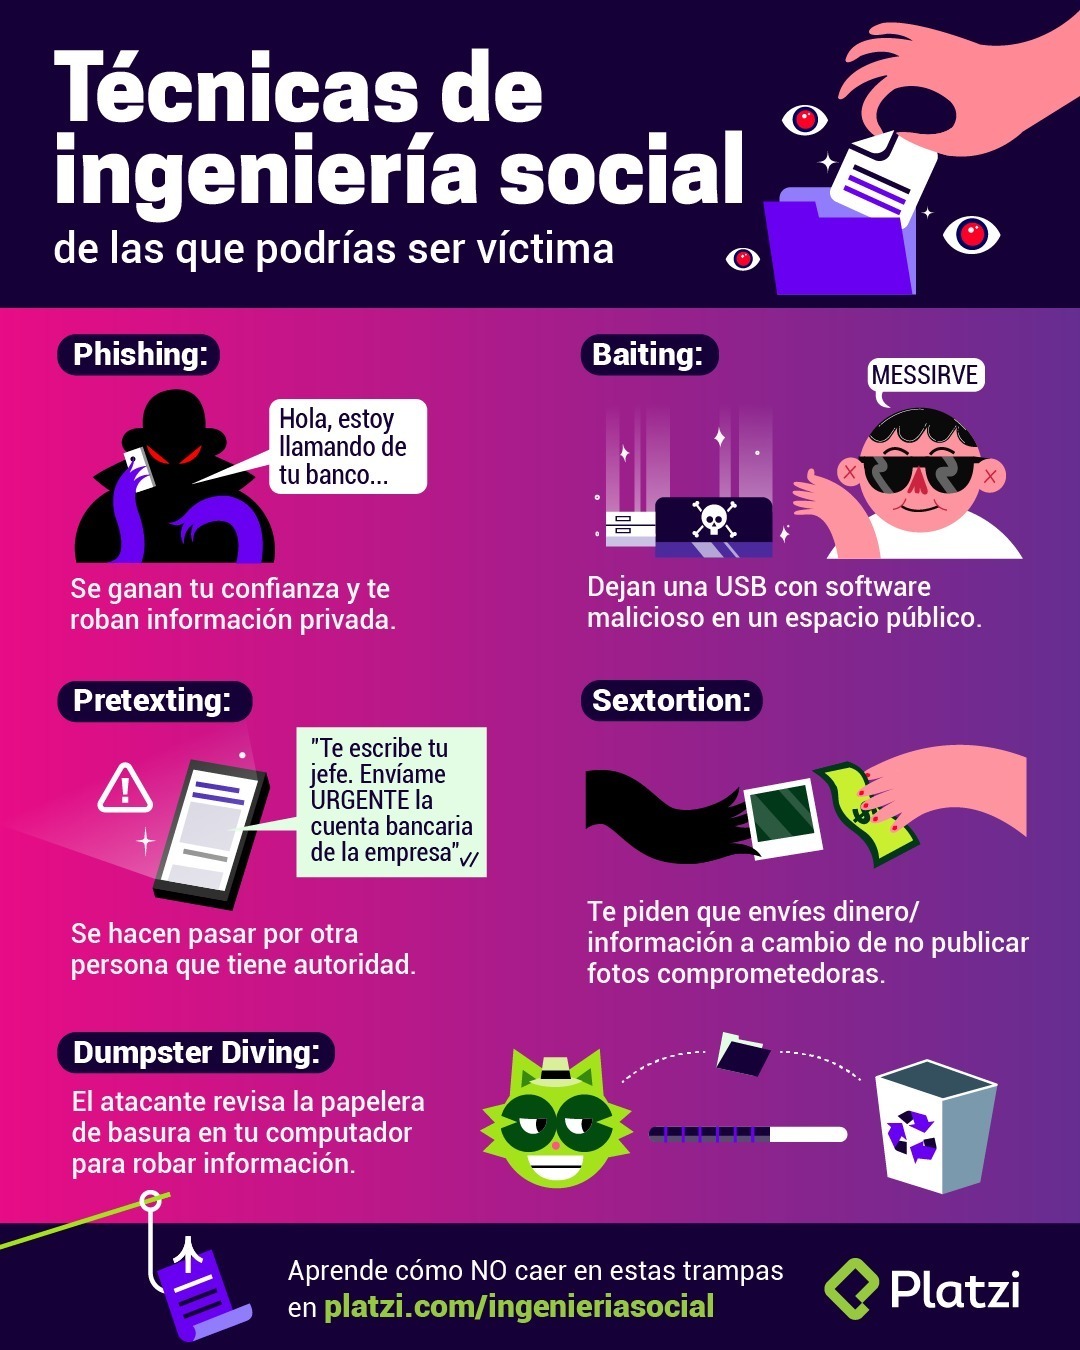 Técnicas de
ingeniería social
de las que podrías ser víctima
Phishing:
Hola, estoy
llamando de
tu banco...
Se ganan tu confianza y te
roban información privada.
Baiting:
MESSIRVE
Dejan una USB con software
malicioso en un espacio público.
Pretexting:
"Te escribe tu
jefe. Envíame
URGENTE la
cuenta bancaria
de la empresa"
Se hacen pasar por otra
persona que tiene autoridad.
Sextortion:
$
Te piden que envíes dinero/
información a cambio de no publicar
fotos comprometedoras.
Dumpster Diving:
El atacante revisa la papelera
de basura en tu computador
para robar información.
Aprende cómo NO caer en estas trampas
en platzi.com/ingenieriasocial
Platzi